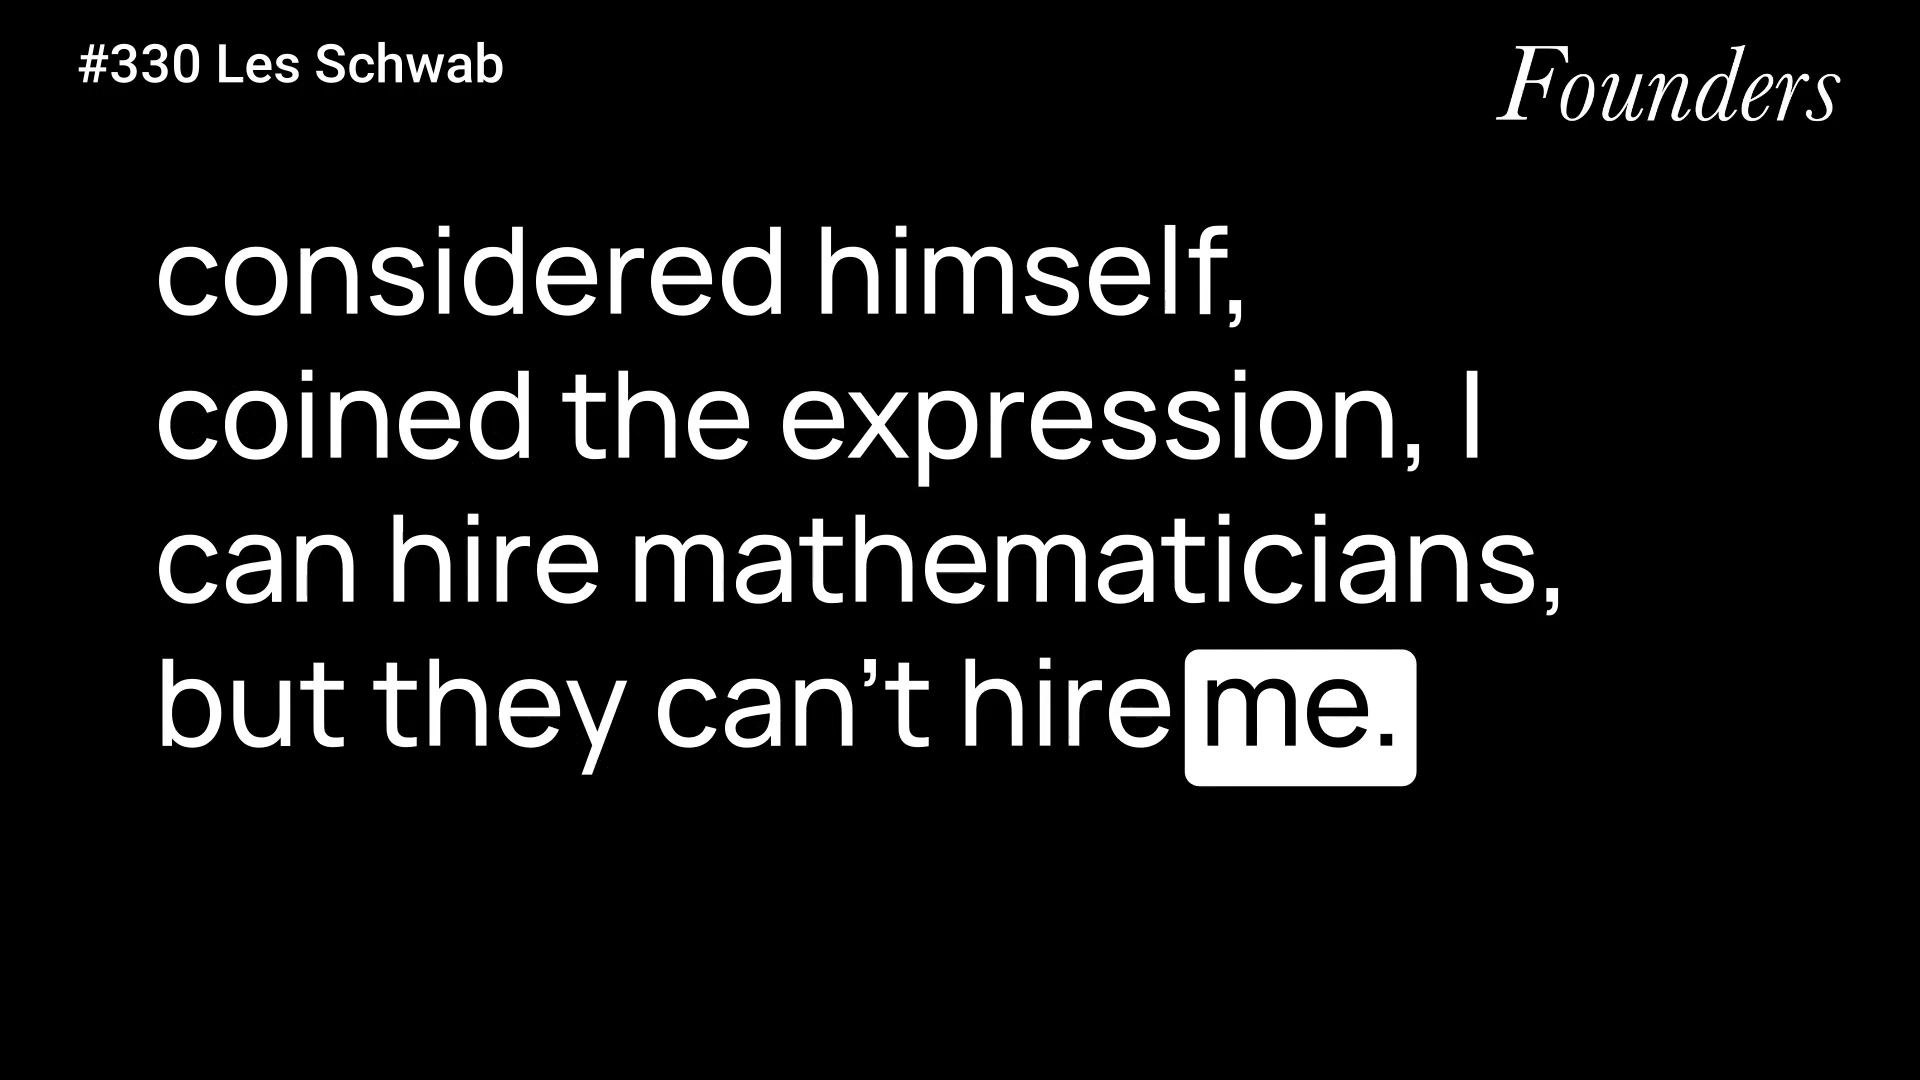 #330 Les Schwab
Founders
considered himself,
coined the expression, I
can hire mathematicians,
but they can’t hire me.